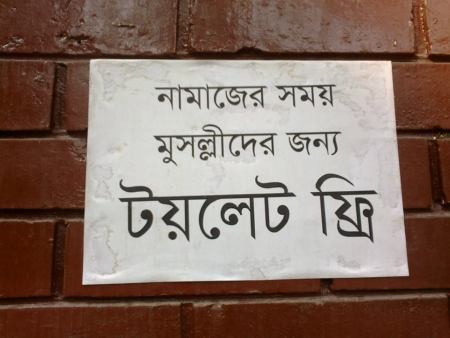 নামাজের সময়
মুসল্লীদের জন্য
টয়লেট ফ্রি